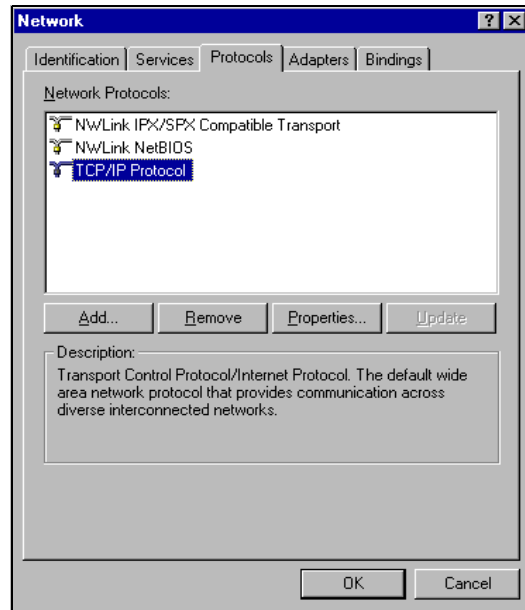 Network
Identification Services Protocols Adapters Bindings
Network Protocols:
NWLink IPX/SPX Compatible Transport
NWLink NetBIOS
TCP/IP Protocol
Add... Remove Properties... Update
Description:
Transport Control Protocol/Internet Protocol. The default wide
area network protocol that provides communication across
diverse interconnected networks.
OK Cancel